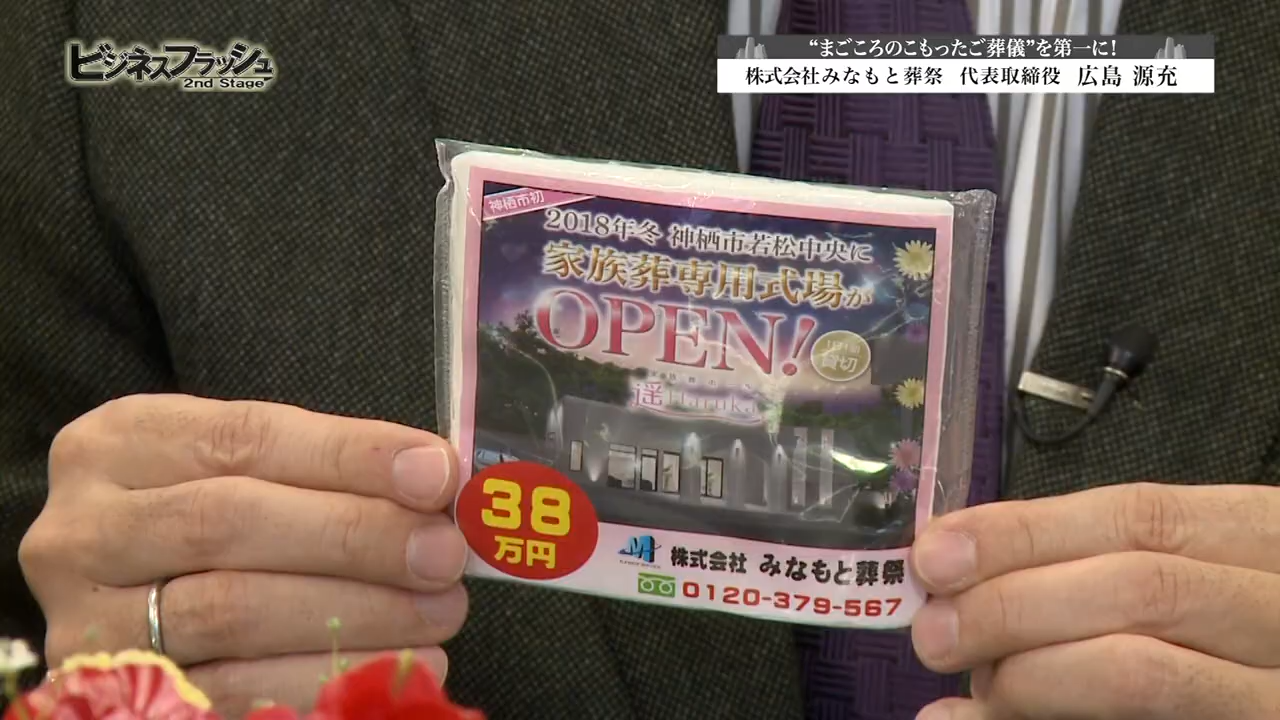 ビジネスフラッシュ
2nd Stage
“まごころのこもったご葬儀”を第一に!
株式会社みなもと葬祭 代表取締役 広島 源充
神栖市初
2018年冬 神栖市若松中央に
家族葬専用式場が
OPEN!
貸切
遥 Haruka
38
万円
株式会社 みなもと葬祭
0120-379-567